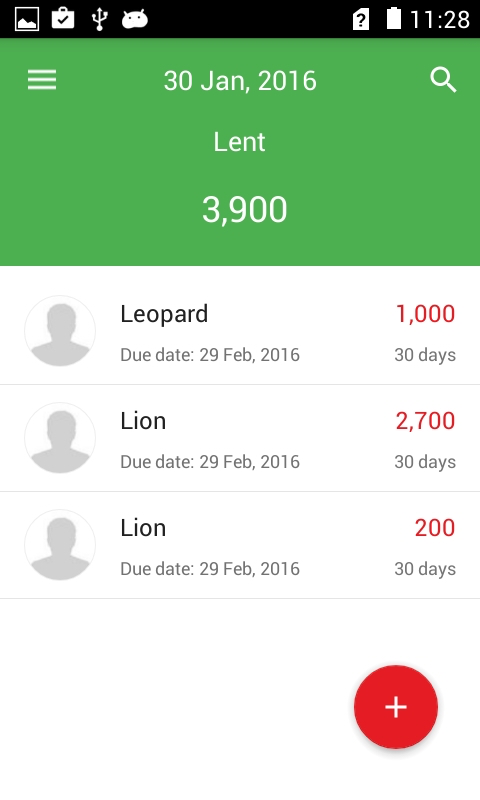 11:28
30 Jan, 2016
Lent
3,900
Leopard 1,000
Due date: 29 Feb, 2016 30 days
Lion 2,700
Due date: 29 Feb, 2016 30 days
Lion 200
Due date: 29 Feb, 2016 30 days
+